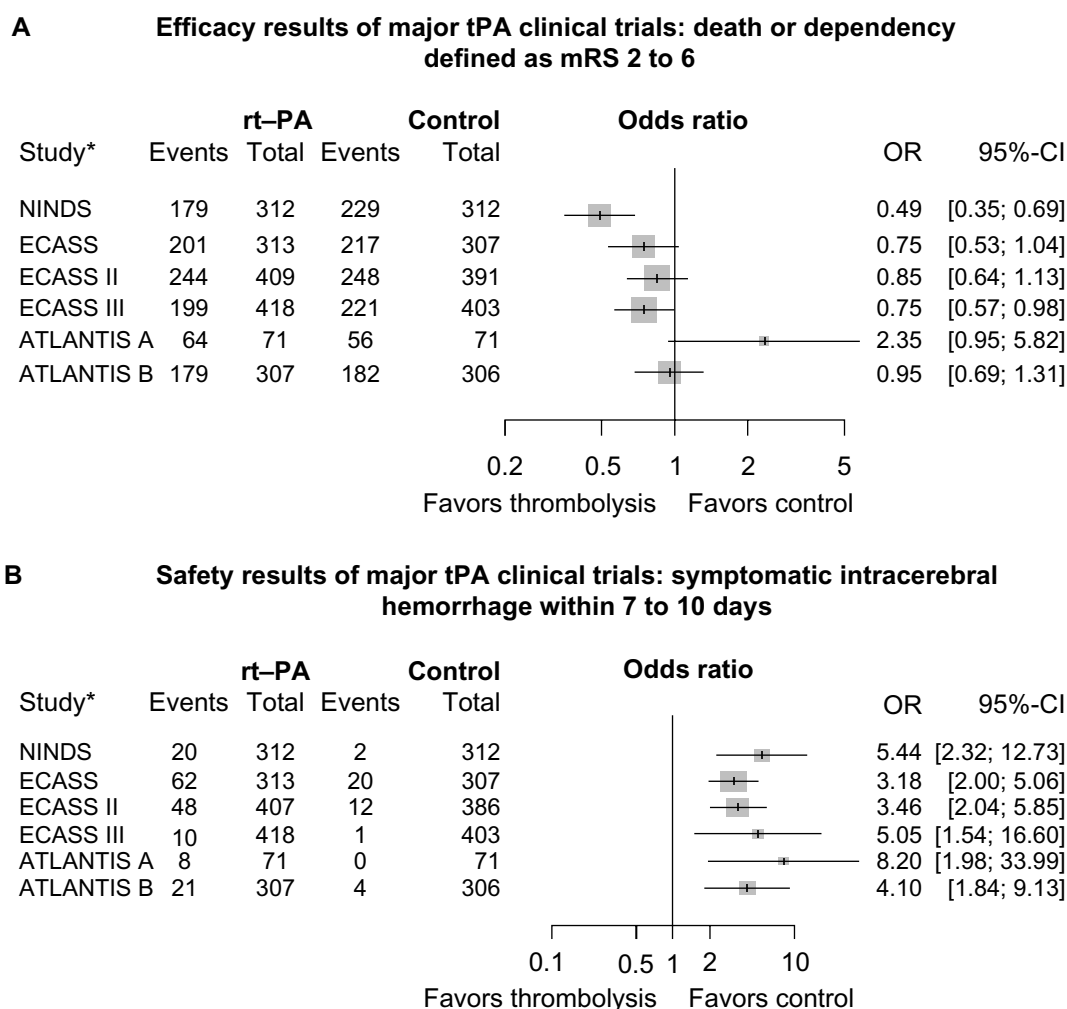 A Efficacy results of major tPA clinical trials: death or dependency
defined as mRS 2 to 6
rt–PA Control Odds ratio
Study* Events Total Events Total OR 95%-CI
NINDS 179 312 229 312 0.49 [0.35; 0.69]
ECASS 201 313 217 307 0.75 [0.53; 1.04]
ECASS II 244 409 248 391 0.85 [0.64; 1.13]
ECASS III 199 418 221 403 0.75 [0.57; 0.98]
ATLANTIS A 64 71 56 71 2.35 [0.95; 5.82]
ATLANTIS B 179 307 182 306 0.95 [0.69; 1.31]
0.2 0.5 1 2 5
Favors thrombolysis Favors control
B Safety results of major tPA clinical trials: symptomatic intracerebral
hemorrhage within 7 to 10 days
rt–PA Control Odds ratio
Study* Events Total Events Total OR 95%-CI
NINDS 20 312 2 312 5.44 [2.32; 12.73]
ECASS 62 313 20 307 3.18 [2.00; 5.06]
ECASS II 48 407 12 386 3.46 [2.04; 5.85]
ECASS III 10 418 1 403 5.05 [1.54; 16.60]
ATLANTIS A 8 71 0 71 8.20 [1.98; 33.99]
ATLANTIS B 21 307 4 306 4.10 [1.84; 9.13]
0.1 0.5 1 2 10
Favors thrombolysis Favors control